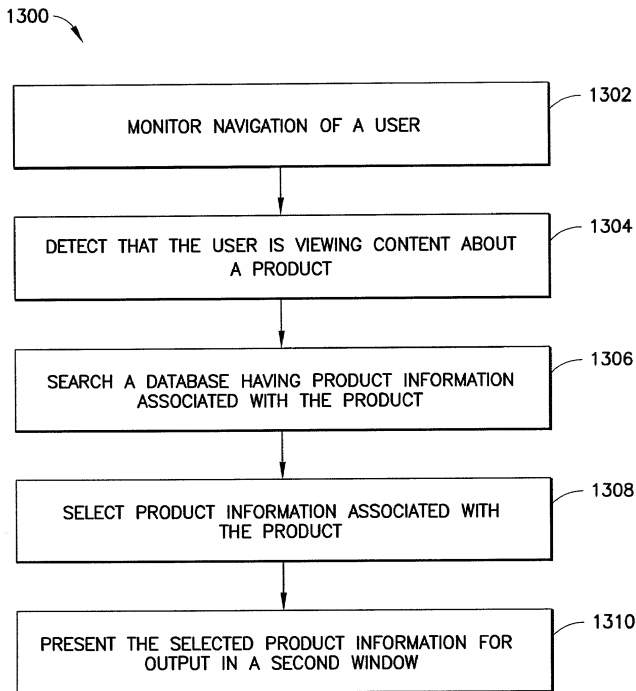 1300
1302
MONITOR NAVIGATION OF A USER
1304
DETECT THAT THE USER IS VIEWING CONTENT ABOUT
A PRODUCT
1306
SEARCH A DATABASE HAVING PRODUCT INFORMATION
ASSOCIATED WITH THE PRODUCT
1308
SELECT PRODUCT INFORMATION ASSOCIATED WITH
THE PRODUCT
1310
PRESENT THE SELECTED PRODUCT INFORMATION FOR
OUTPUT IN A SECOND WINDOW